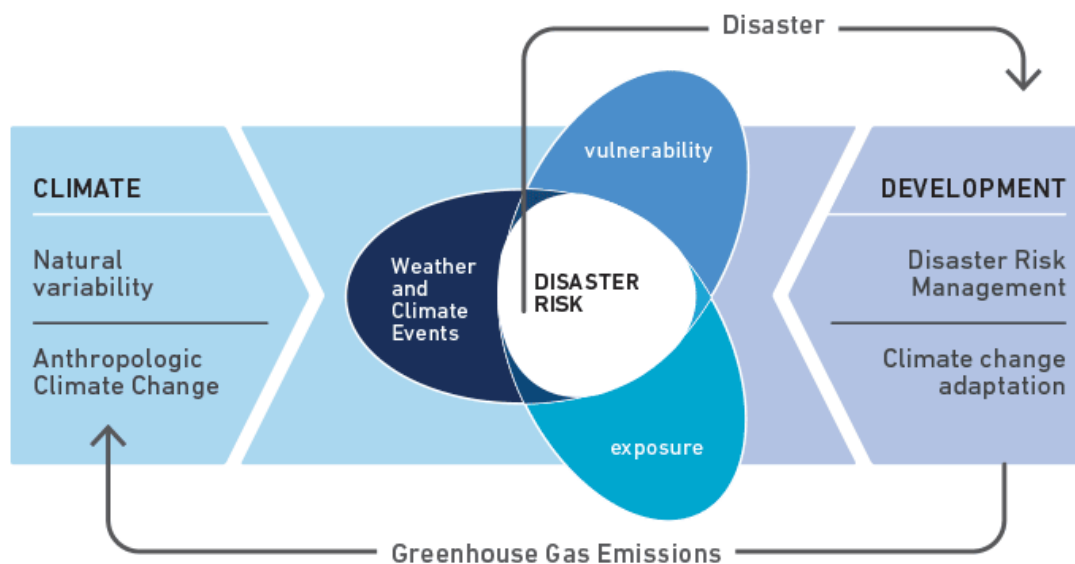 Disaster
vulnerability
CLIMATE
Natural
variability
Anthropologic
Climate Change
Weather
and
Climate
Events
DISASTER
RISK
DEVELOPMENT
Disaster Risk
Management
Climate change
adaptation
exposure
Greenhouse Gas Emissions